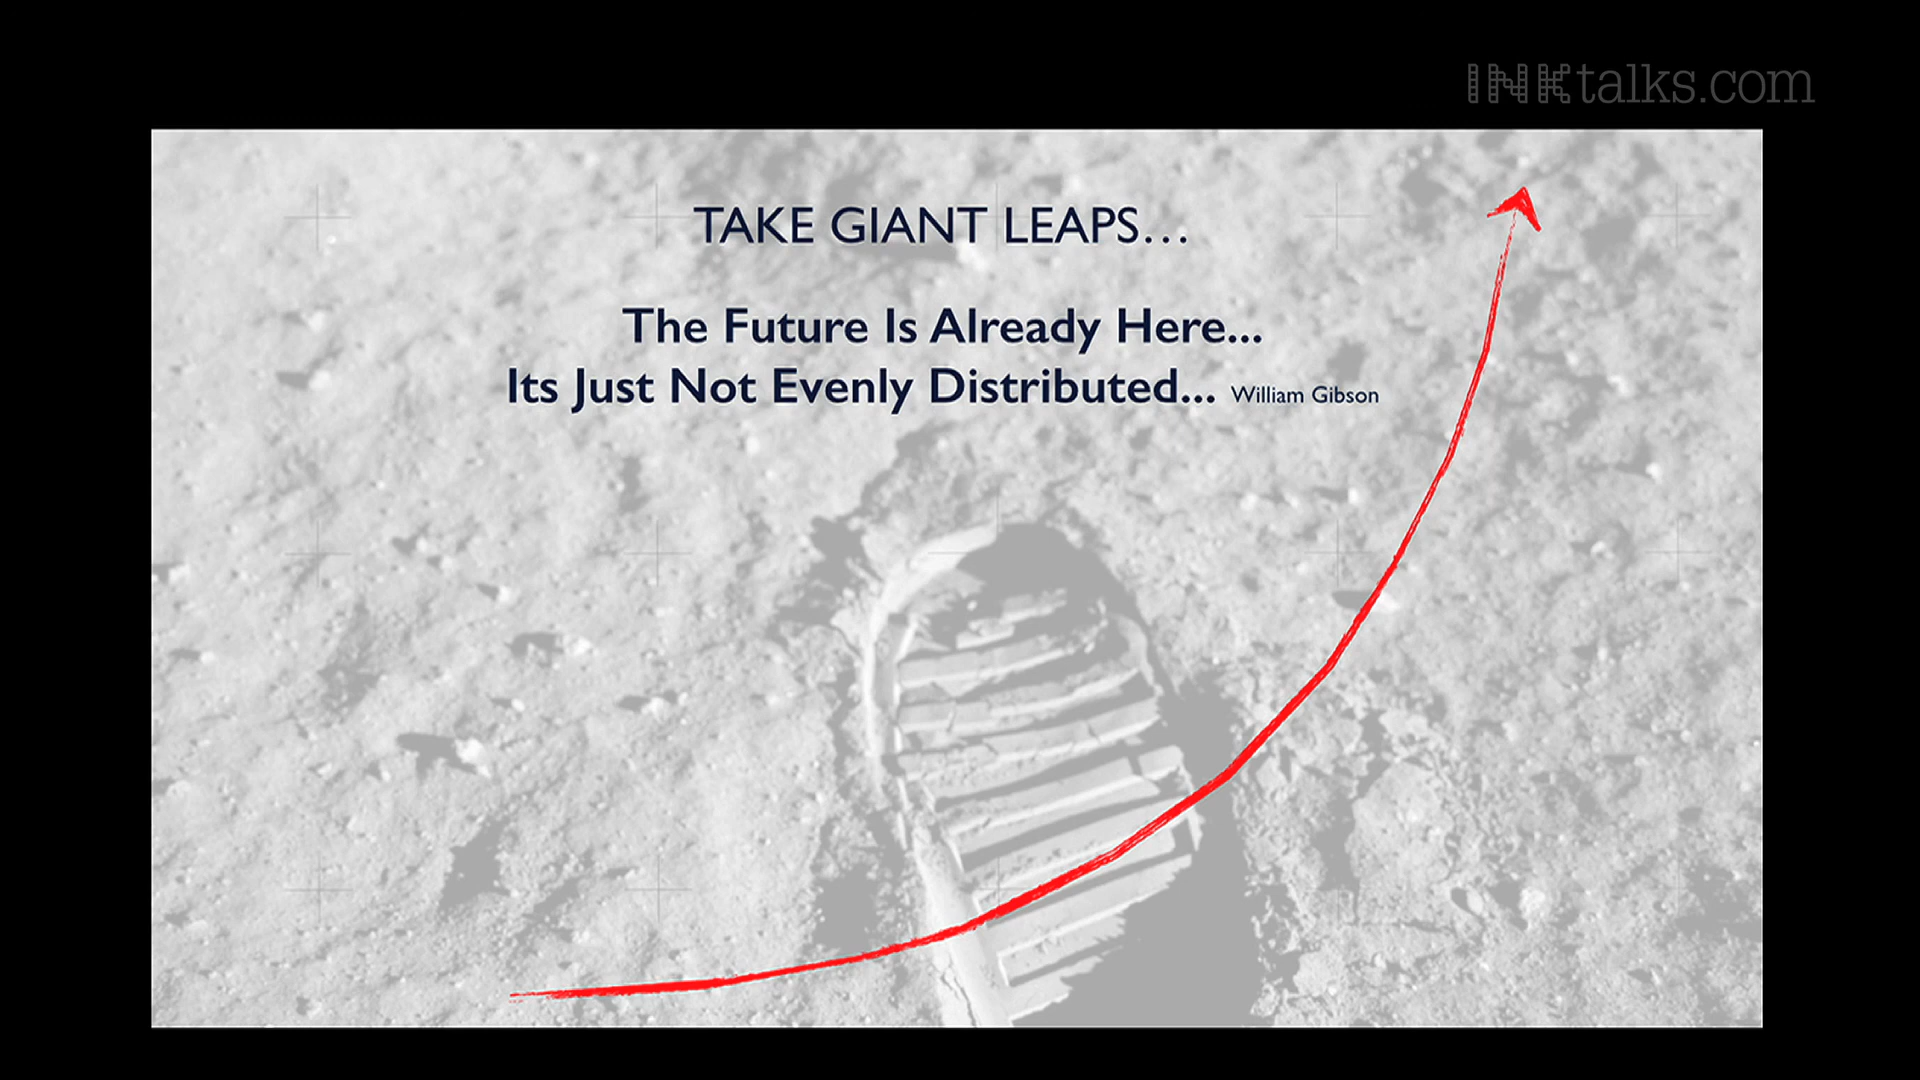 INKtalks.com
TAKE GIANT LEAPS...
The Future Is Already Here...
Its Just Not Evenly Distributed... William Gibson